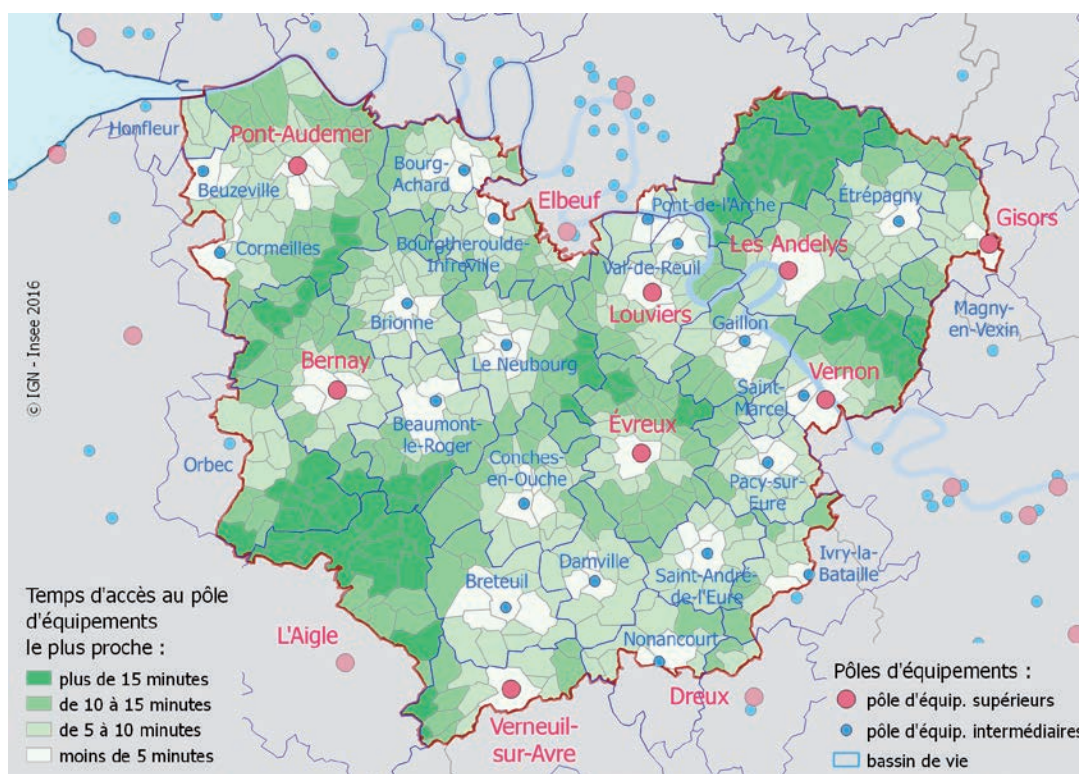 Honfleur
Pont-Audemer
Beuzeville
Bourg-
Achard
Cormeilles
Bourgtheroulde-
Infreville
Elbeuf
Pont-de-l'Arche
Val-de-Reuil
Louviers
Les Andelys
Étrépagny
Gisors
Magny-
en-Vexin
Gaillon
Brionne
Le Neubourg
Bernay
Beaumont-
le-Roger
Saint-
Marcel
Vernon
Évreux
Orbec
Conches-
en-Ouche
Pacy-sur-
Eure
Damville
Breteuil
Saint-André-
de-l'Eure
Ivry-la-
Bataille
Nonancourt
L'Aigle
Dreux
Verneuil-
sur-Avre
© IGN - Insee 2016
Temps d'accès au pôle
d'équipements
le plus proche :
plus de 15 minutes
de 10 à 15 minutes
de 5 à 10 minutes
moins de 5 minutes
Pôles d'équipements :
pôle d'équip. supérieurs
pôle d'équip. intermédiaires
bassin de vie